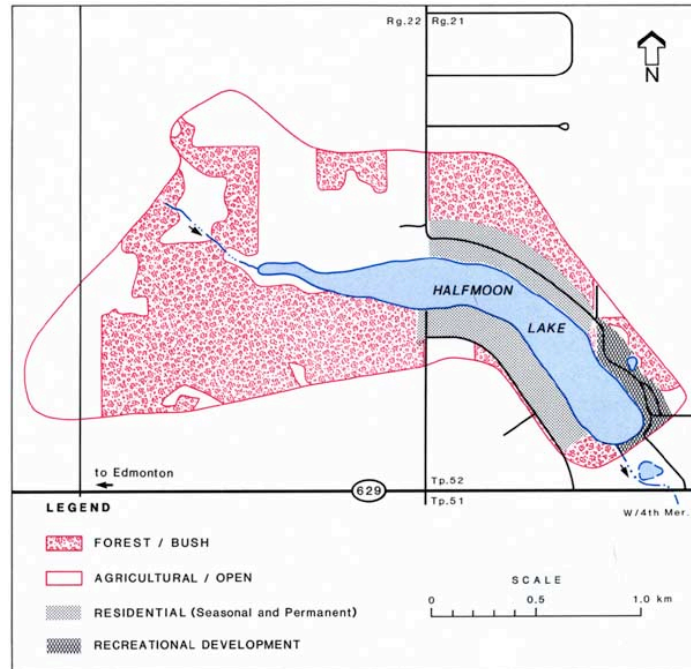 Rg.22 Rg.21
N
HALFMOON
LAKE
to Edmonton
629
Tp.52
Tp.51
W/4th Mer.
LEGEND
FOREST / BUSH
AGRICULTURAL / OPEN
RESIDENTIAL (Seasonal and Permanent)
RECREATIONAL DEVELOPMENT
SCALE
0 0.5 1.0 km